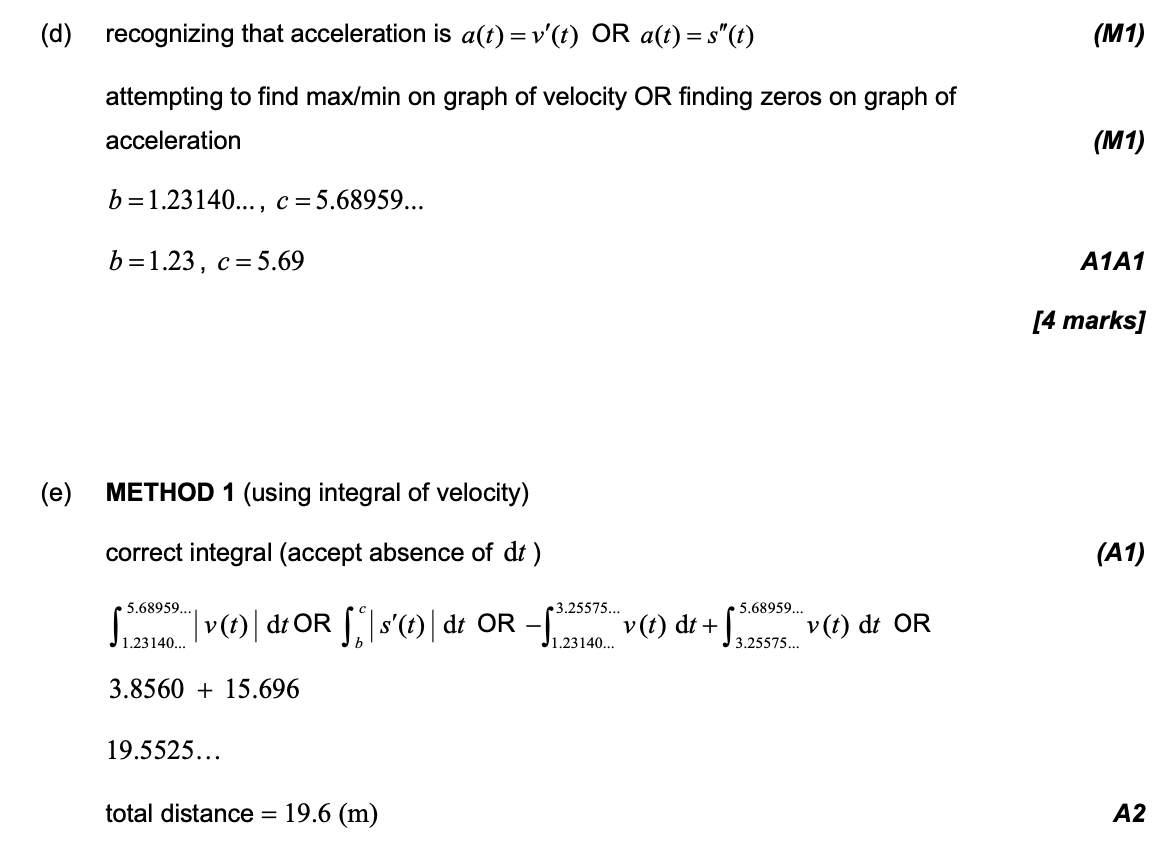 (d) recognizing that acceleration is a(t) = v′(t) OR a(t) = s″(t) (M1)
attempting to find max/min on graph of velocity OR finding zeros on graph of
acceleration (M1)
b = 1.23140..., c = 5.68959...
b = 1.23, c = 5.69 A1A1
[4 marks]
(e) METHOD 1 (using integral of velocity)
correct integral (accept absence of dt) (A1)
∫_{1.23140...}^{5.68959...} |v(t)| dt OR ∫_{b}^{c} |s′(t)| dt OR −∫_{1.23140...}^{3.25575...} v(t) dt + ∫_{3.25575...}^{5.68959...} v(t) dt OR
3.8560 + 15.696
19.5525...
total distance = 19.6 (m) A2